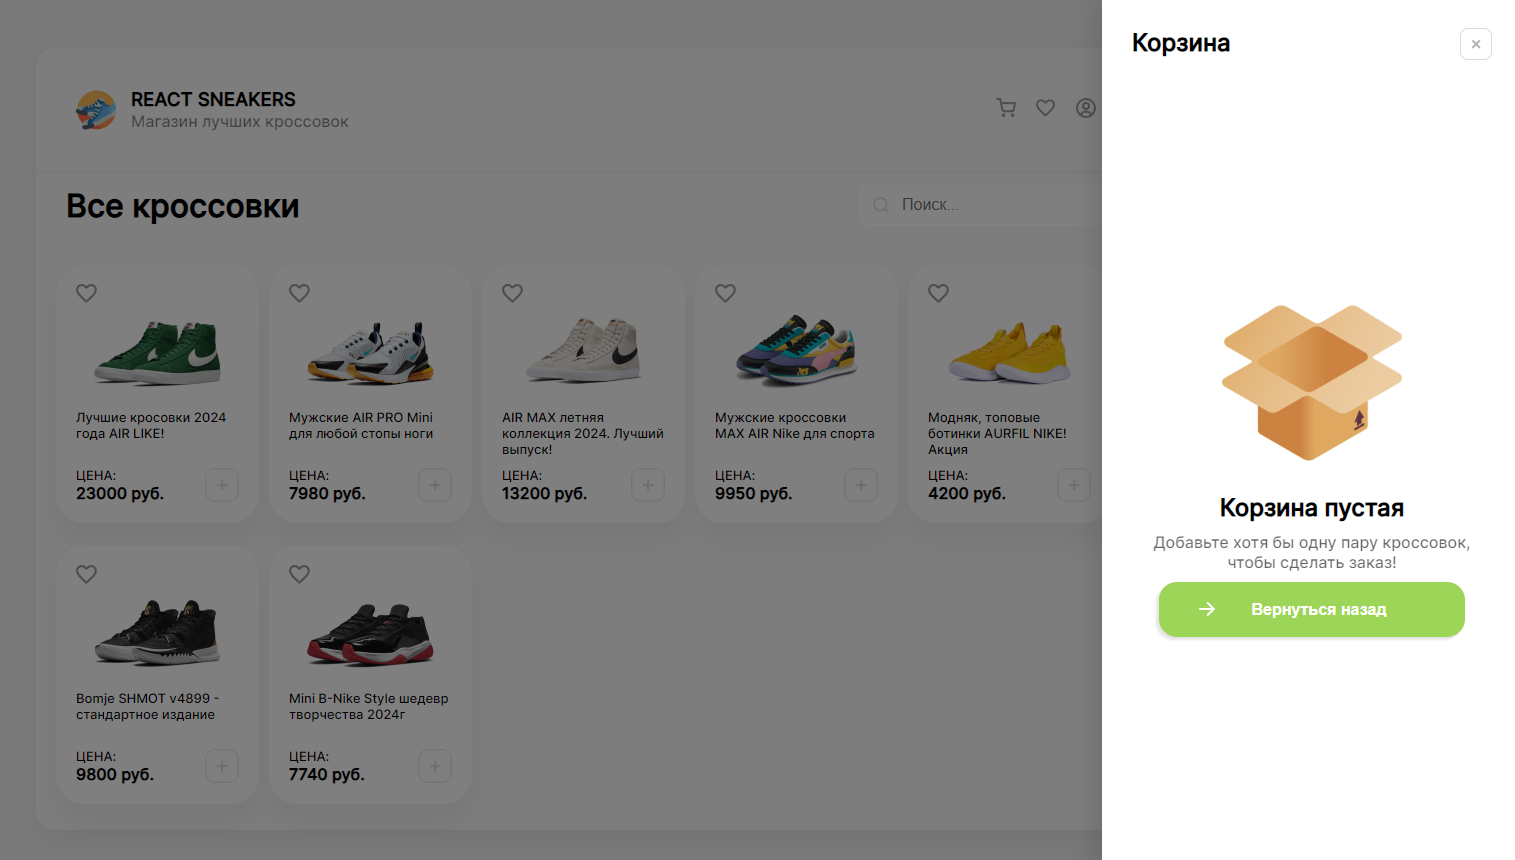 REACT SNEAKERS
Магазин лучших кроссовок
Все кроссовки
Поиск...
Лучшие кросовки 2024
года AIR LIKE!
ЦЕНА:
23000 руб.
Мужские AIR PRO Mini
для любой стопы ноги
ЦЕНА:
7980 руб.
AIR MAX летняя
коллекция 2024. Лучший
выпуск!
ЦЕНА:
13200 руб.
Мужские кроссовки
MAX AIR Nike для спорта
ЦЕНА:
9950 руб.
Модняк, топовые
ботинки AURFIL NIKE!
Акция
ЦЕНА:
4200 руб.
Bomje SHMOT v4899 -
стандартное издание
ЦЕНА:
9800 руб.
Mini B-Nike Style шедевр
творчества 2024г
ЦЕНА:
7740 руб.
Корзина
Корзина пустая
Добавьте хотя бы одну пару кроссовок,
чтобы сделать заказ!
Вернуться назад